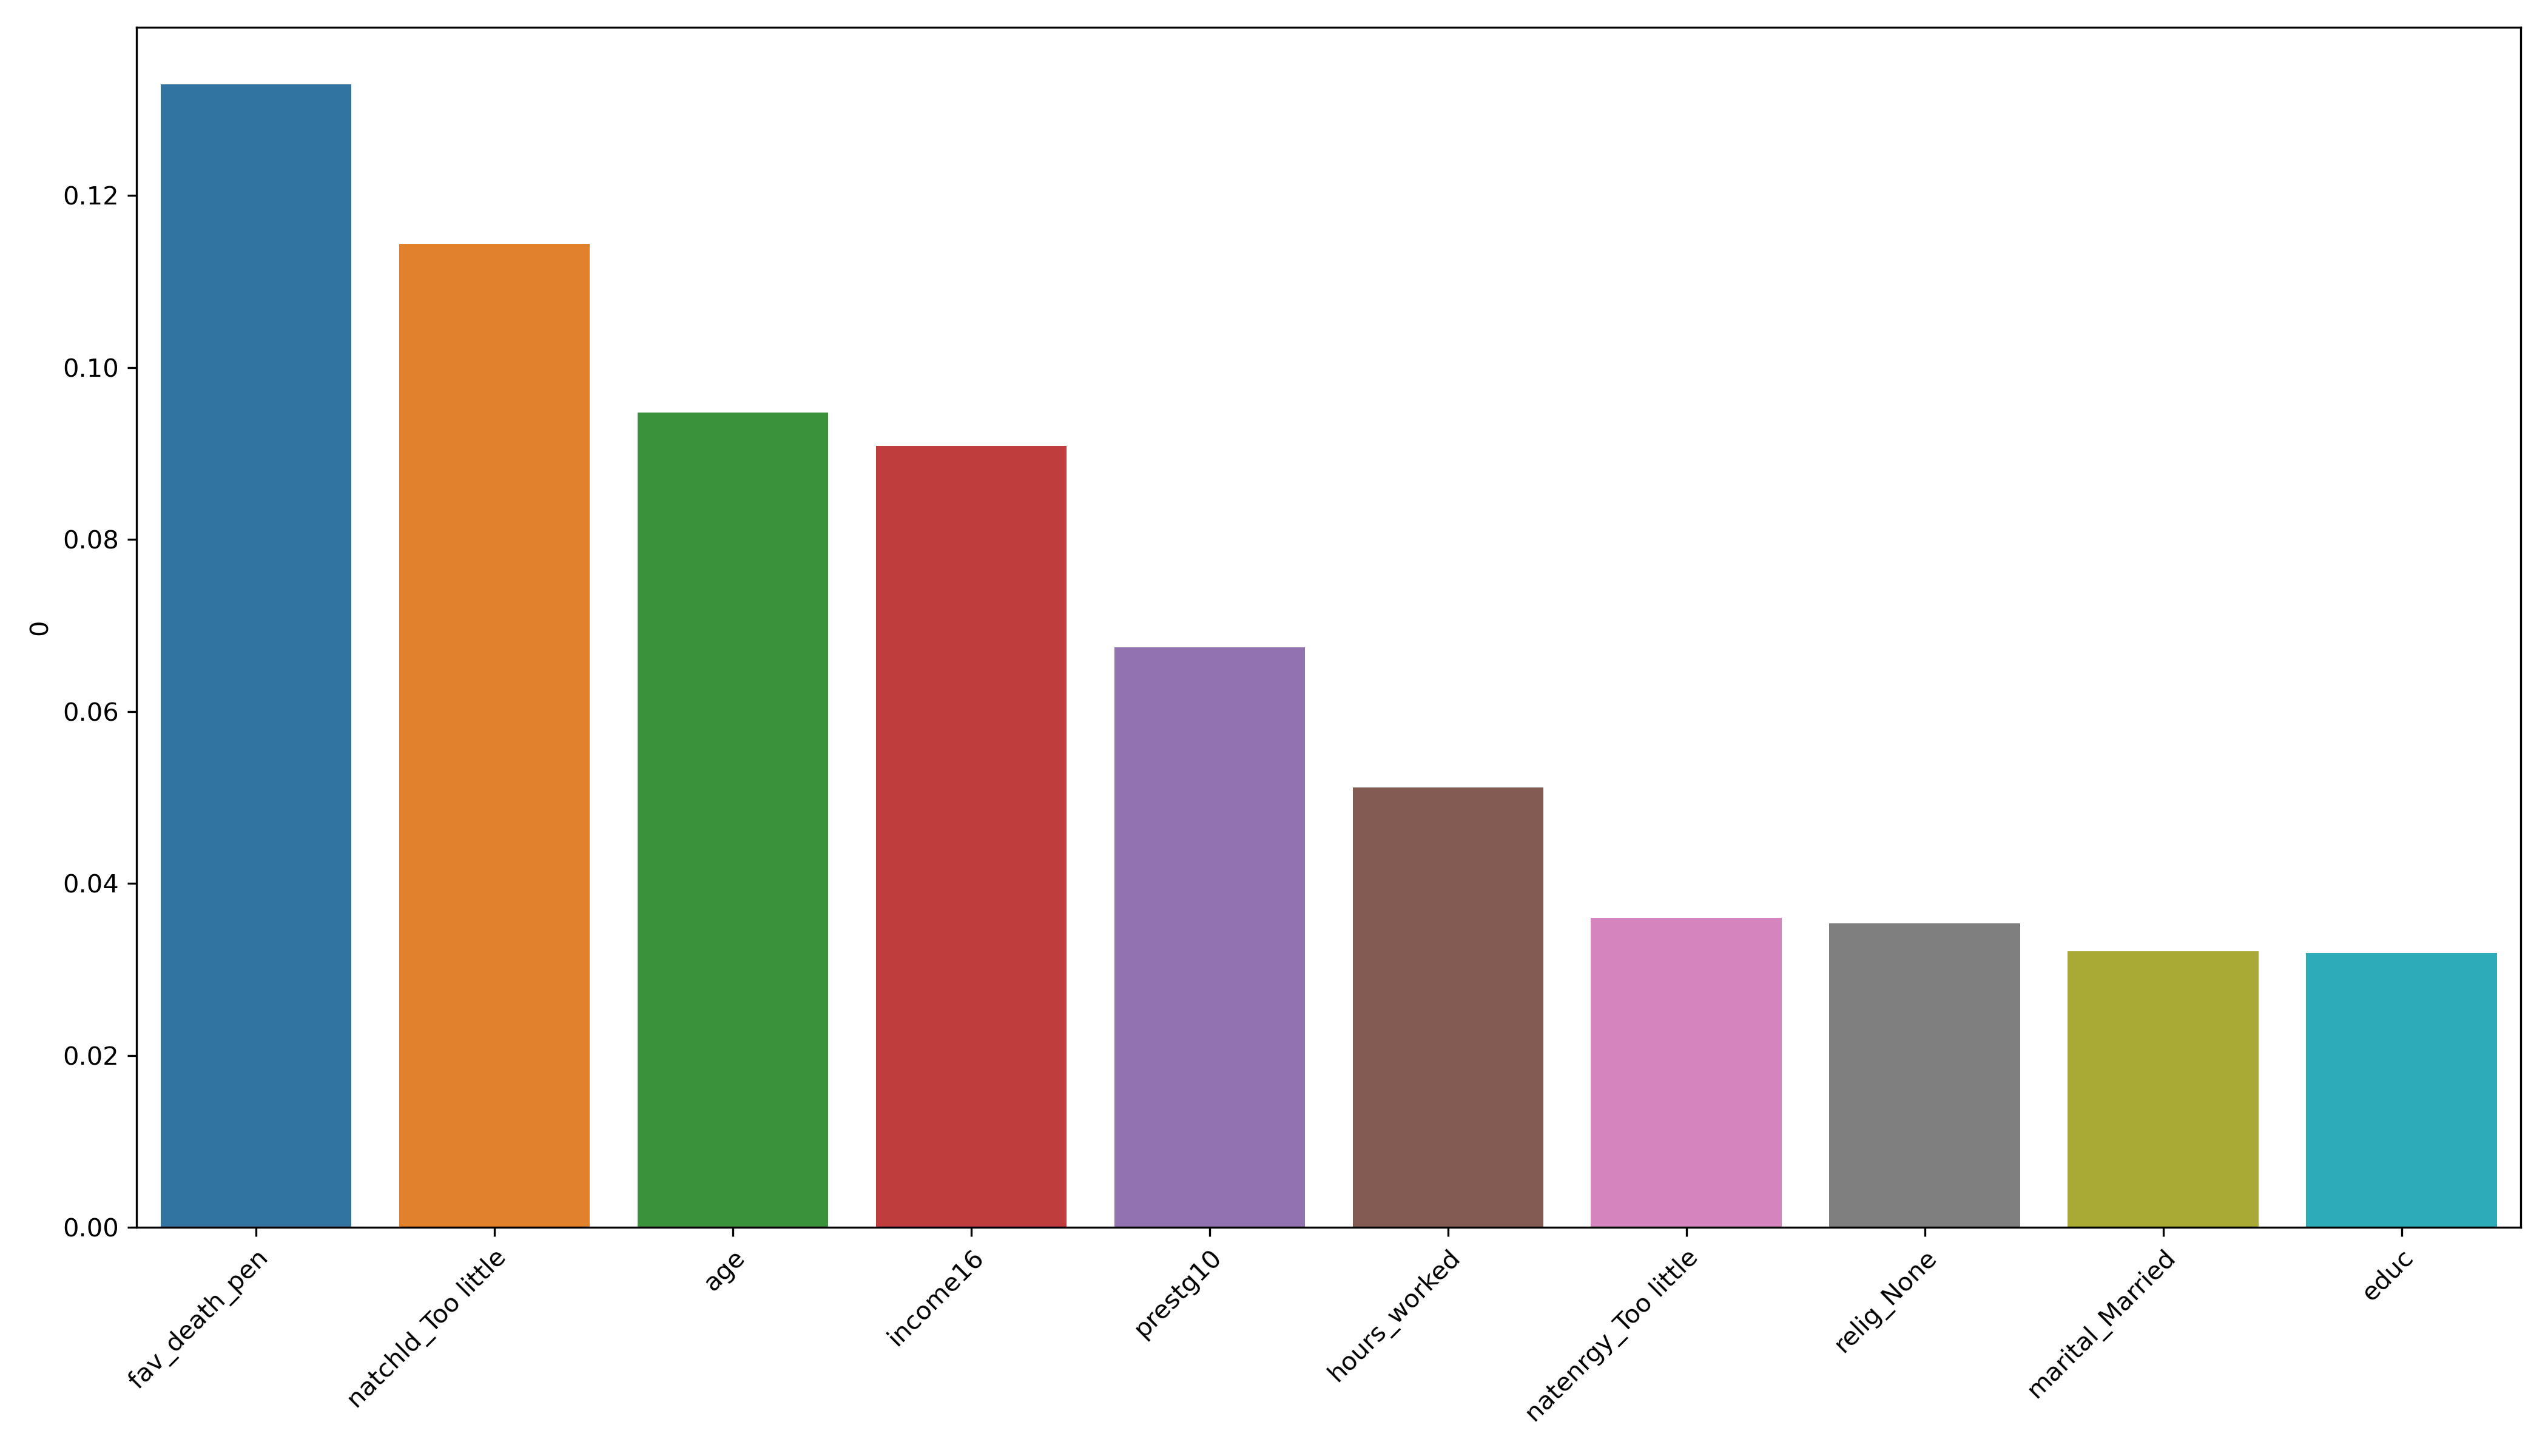 0.12
0.10
0.08
0.06
0.04
0.02
0.00
0
fav_death_pen
natchld_Too little
age
income16
prestg10
hours_worked
natenrgy_Too little
relig_None
marital_Married
educ